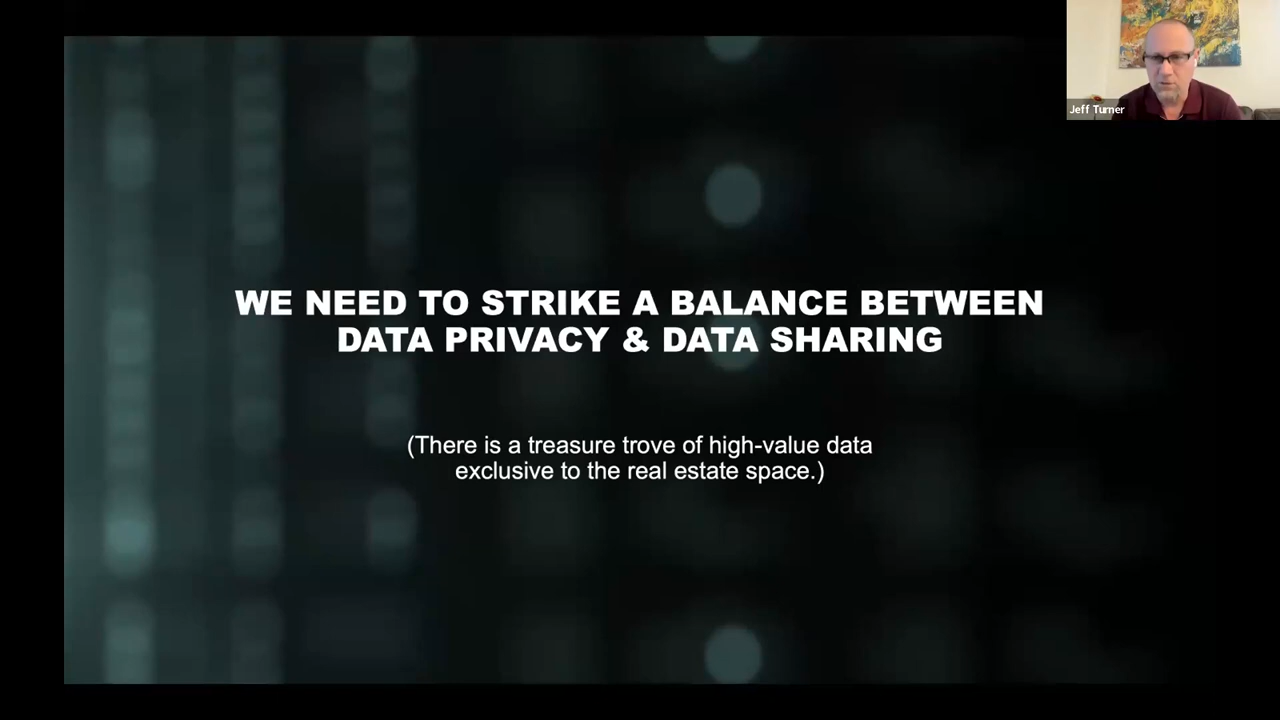 Jeff Turner
WE NEED TO STRIKE A BALANCE BETWEEN
DATA PRIVACY & DATA SHARING
(There is a treasure trove of high-value data
exclusive to the real estate space.)